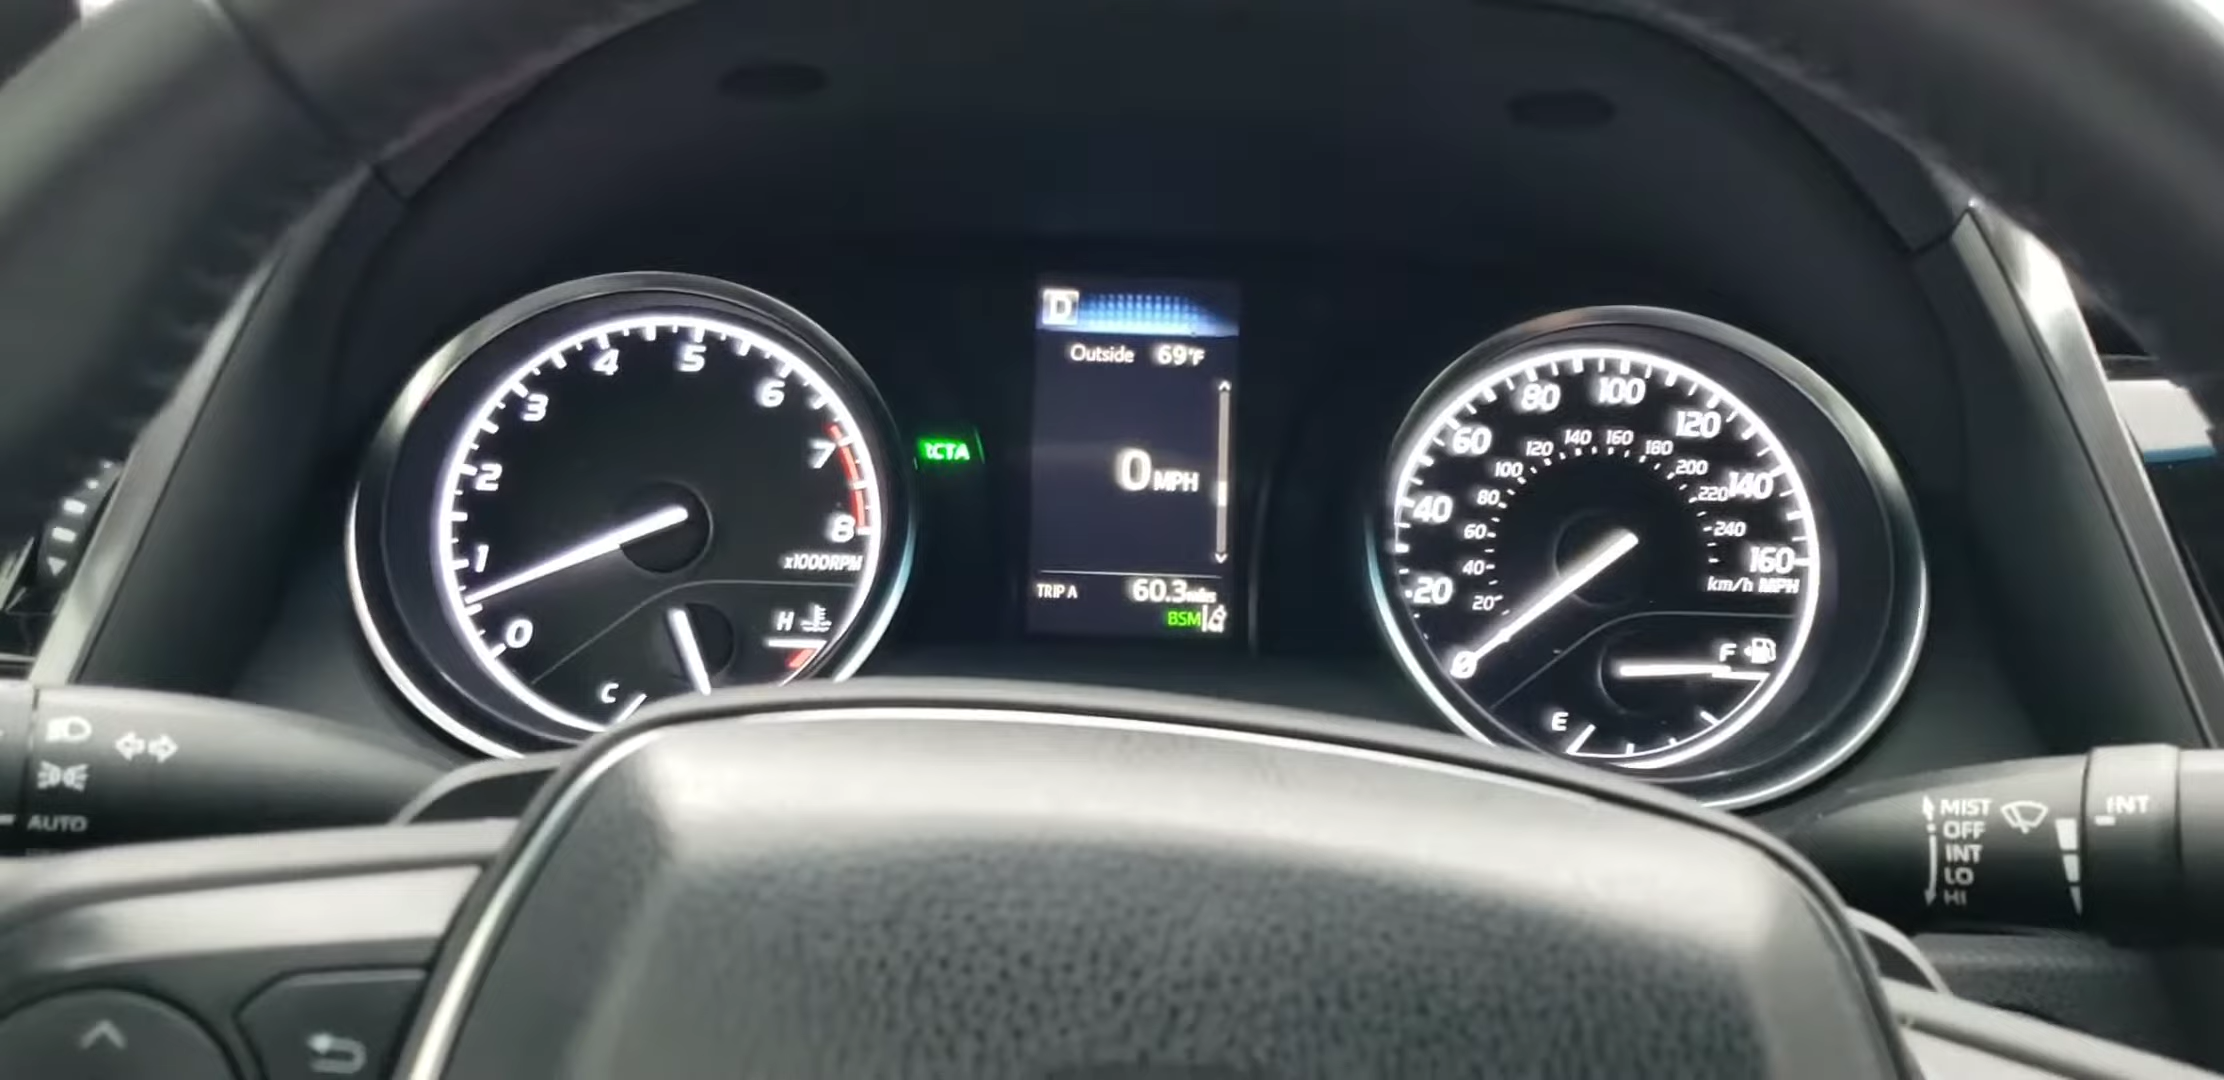 0 1 2 3 4 5 6 7 8
x1000RPM
H
C
RCTA
D
Outside 69°F
0 MPH
TRIP A 60.3 miles
BSM
0 20 40 60 80 100 120 140 160
20 40 60 80 100 120 140 160 180 200 220 240
km/h MPH
F
E
AUTO
MIST
OFF
INT
LO
HI
INT